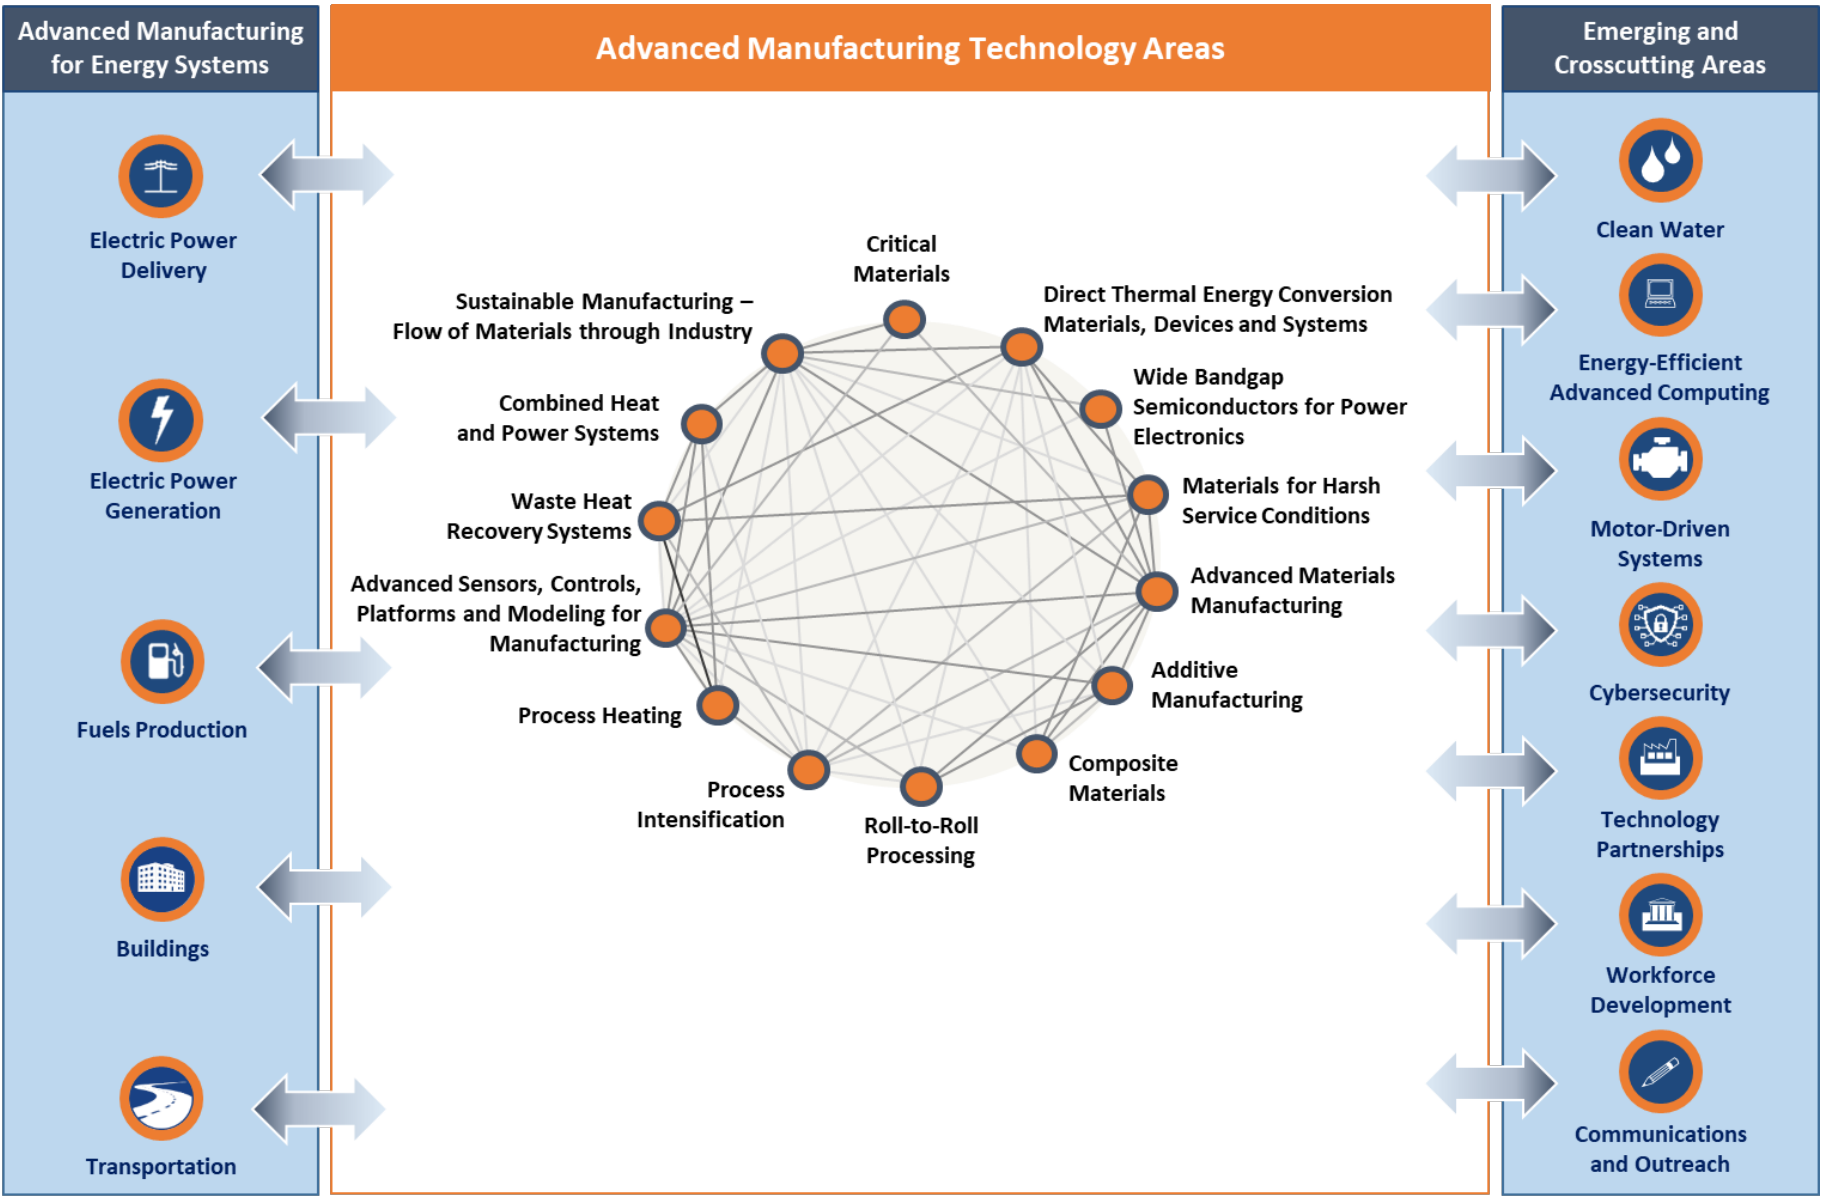 Advanced Manufacturing
for Energy Systems
Electric Power
Delivery
Electric Power
Generation
Fuels Production
Buildings
Transportation
Advanced Manufacturing Technology Areas
Critical
Materials
Direct Thermal Energy Conversion
Materials, Devices and Systems
Wide Bandgap
Semiconductors for Power
Electronics
Materials for Harsh
Service Conditions
Advanced Materials
Manufacturing
Additive
Manufacturing
Composite
Materials
Roll-to-Roll
Processing
Process
Intensification
Process Heating
Advanced Sensors, Controls,
Platforms and Modeling for
Manufacturing
Waste Heat
Recovery Systems
Combined Heat
and Power Systems
Sustainable Manufacturing –
Flow of Materials through Industry
Emerging and
Crosscutting Areas
Clean Water
Energy-Efficient
Advanced Computing
Motor-Driven
Systems
Cybersecurity
Technology
Partnerships
Workforce
Development
Communications
and Outreach